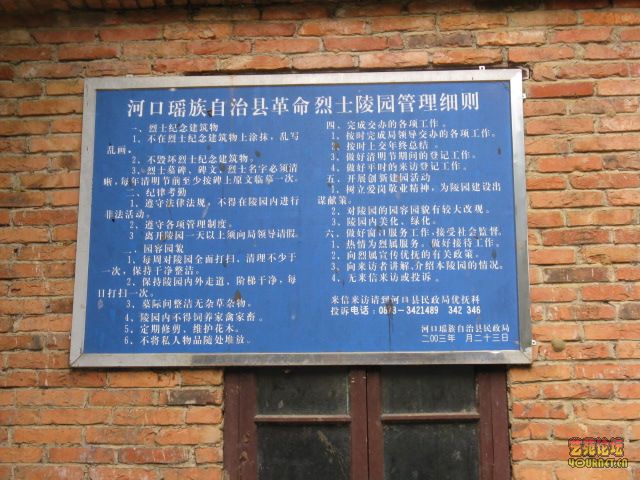 河口瑶族自治县革命烈士陵园管理细则
一、烈士纪念建筑物
1、不在烈士纪念建筑物上涂抹，乱写
乱画。
2、不毁坏烈士纪念建筑物。
3、烈士墓碑、碑文、烈士名字必须清
晰，每年清明节前至少按碑上原文临摹一次。
二、纪律考勤
1、遵守法律法规，不得在陵园内进行
非法活动。
2、遵守各项管理制度。
3 离开陵园一天以上须向局领导请假。
三、园容园貌
1、每周对陵园全面打扫、清理不少于
一次，保持干净整洁。
2、保持陵园内外走道、阶梯干净，每
日打扫一次。
3、墓际间整洁无杂草杂物。
4、陵园内不得饲养家禽家畜。
5、定期修剪、维护花木。
6、不将私人物品随处堆放。
四、完成交办的各项工作。
1、按时完成局领导交办的各项工作。
2、按时上交年终总结。
3、做好清明节期间的登记工作。
4、做好平时的来访登记工作。
五、开展创新建园活动
1、树立爱岗敬业精神，为陵园建设出
谋献策。
2、对陵园的园容园貌有较大改观。
3、陵园内美化、绿化。
六、做好窗口服务工作，接受社会监督。
1、热情为烈属服务。做好接待工作。
2、向烈属宣传优抚的有关政策。
3、向来访者讲解、介绍本陵园的情况。
4、无来信来访或投诉。
来信来访请到河口县民政局优抚科
投诉电话：0873-3421489 342 346
河口瑶族自治县民政局
二00三年 月二十三日
艺苑论坛
4OURACT.CN